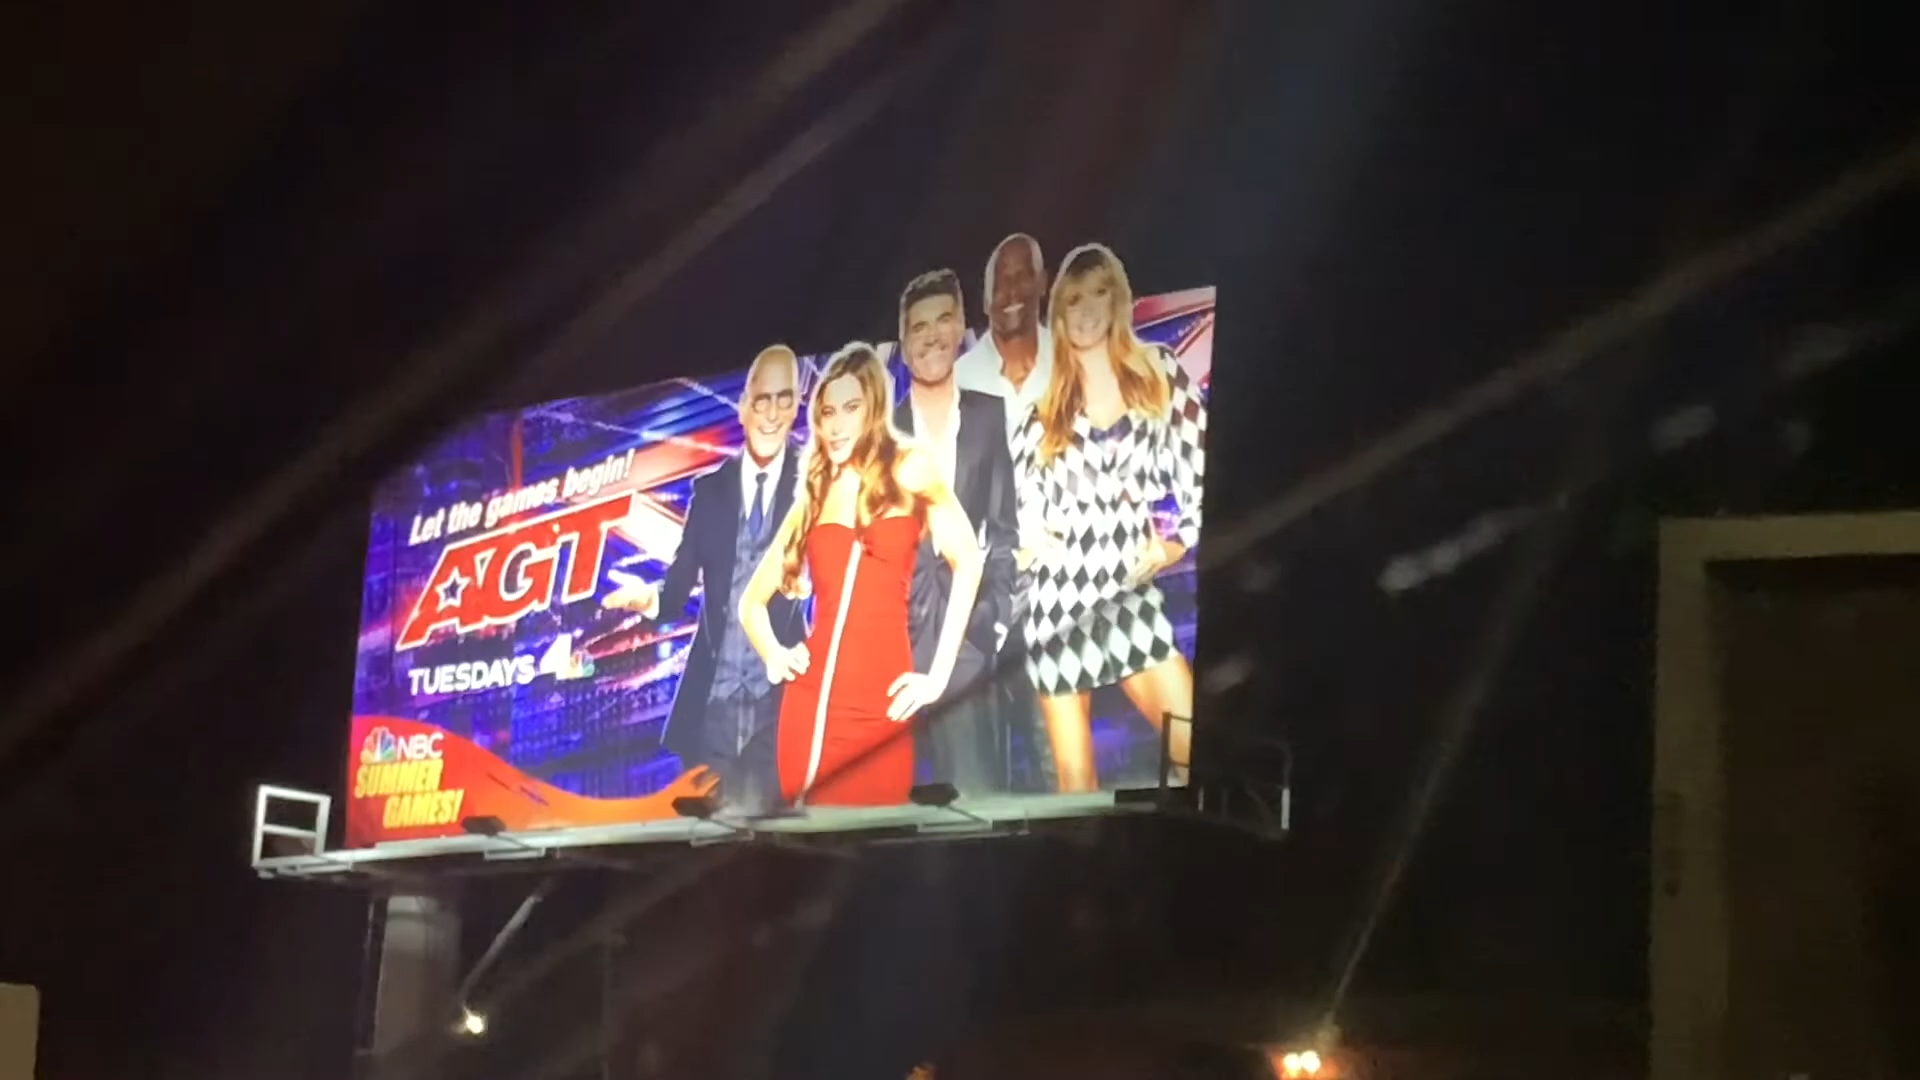 Let the games begin!
AGT
TUESDAYS 4
NBC
SUMMER
GAMES!